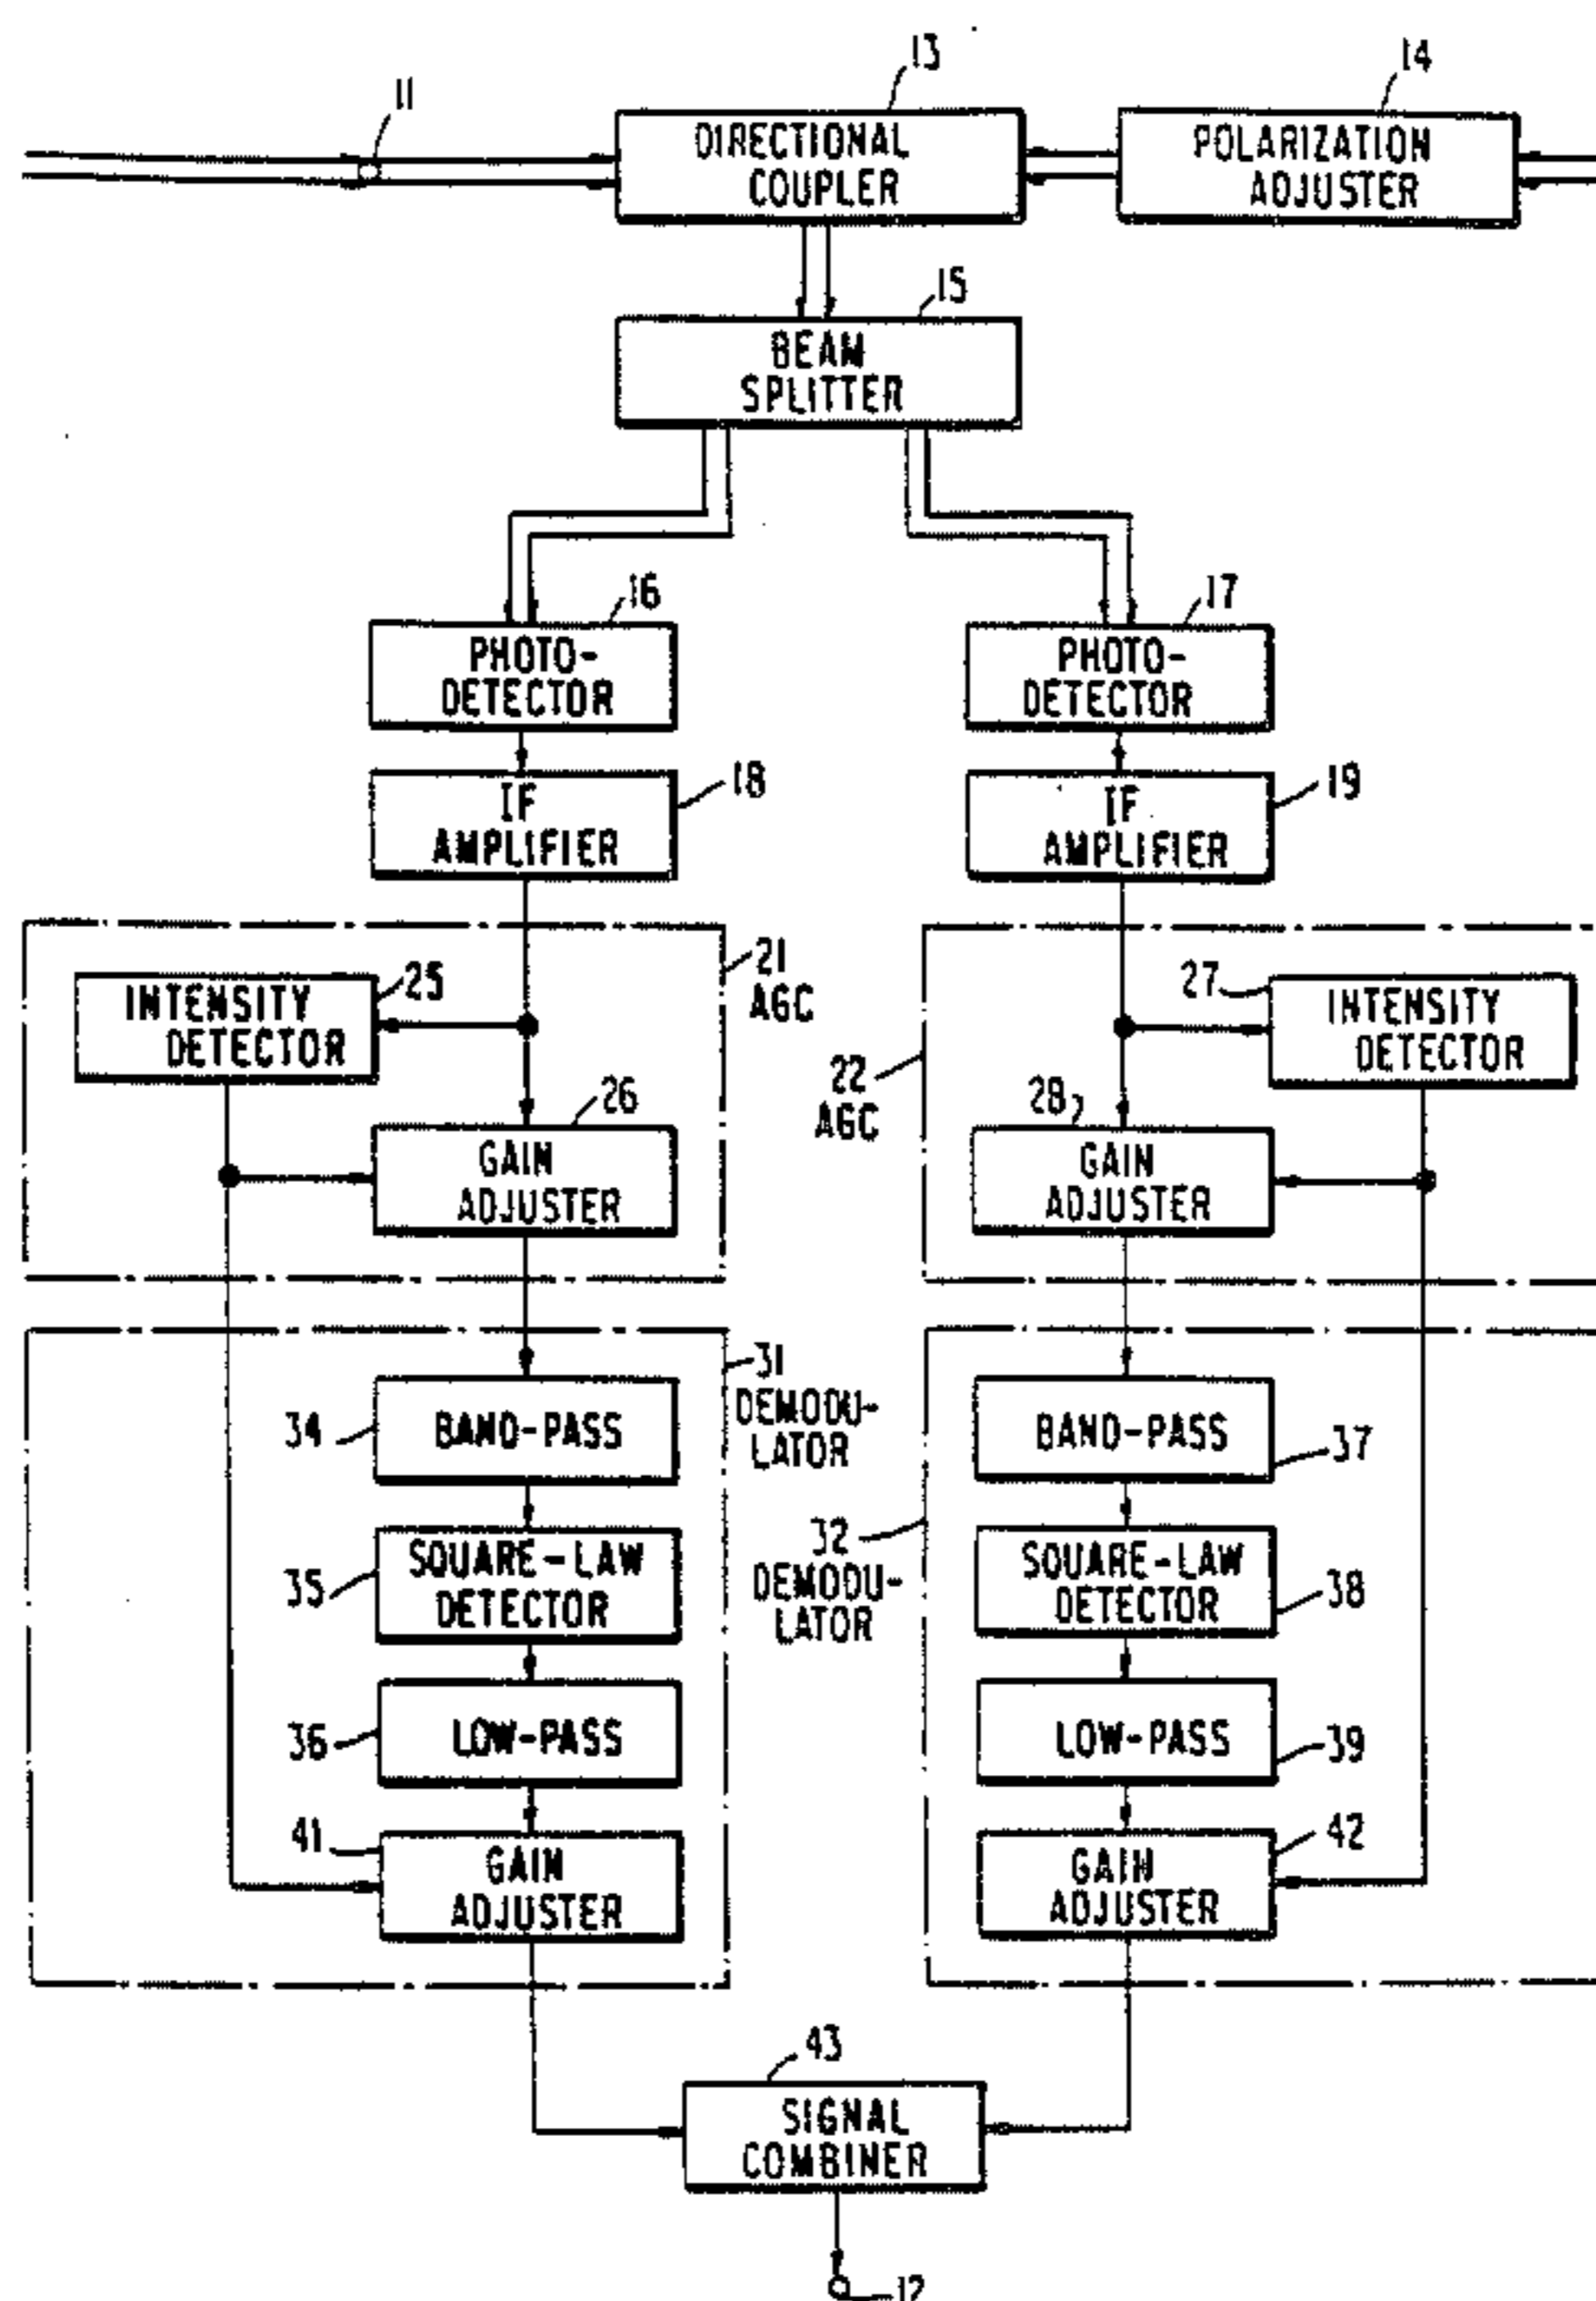 11
13
14
DIRECTIONAL
COUPLER
POLARIZATION
ADJUSTER
15
BEAM
SPLITTER
16
17
PHOTO-
DETECTOR
PHOTO-
DETECTOR
18
19
IF
AMPLIFIER
IF
AMPLIFIER
21
AGC
25
INTENSITY
DETECTOR
27
INTENSITY
DETECTOR
22
AGC
26
28
GAIN
ADJUSTER
GAIN
ADJUSTER
31
DEMODU-
LATOR
34
BAND-PASS
BAND-PASS
37
32
DEMODU-
LATOR
35
SQUARE-LAW
DETECTOR
SQUARE-LAW
DETECTOR
38
36
LOW-PASS
LOW-PASS
39
41
GAIN
ADJUSTER
42
GAIN
ADJUSTER
43
SIGNAL
COMBINER
12